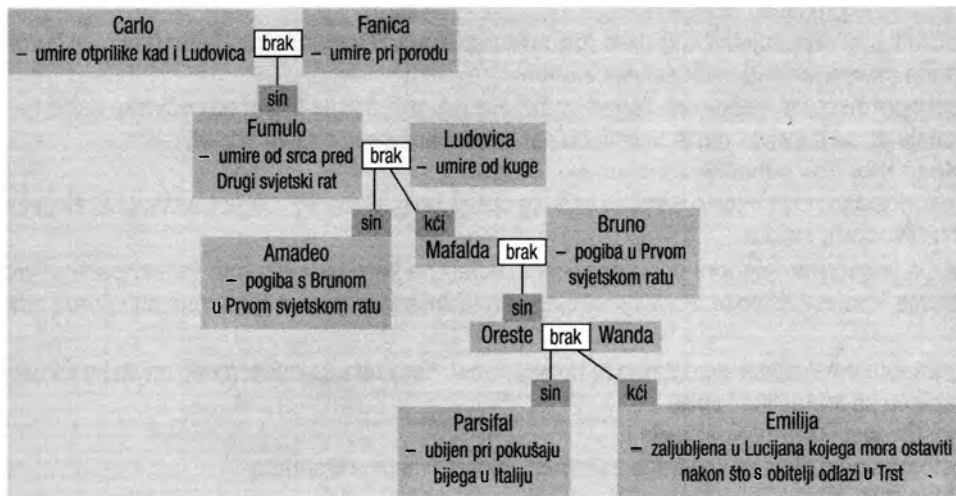 Carlo
– umire otprilike kad i Ludovica
brak
Fanica
– umire pri porodu
sin
Fumulo
– umire od srca pred
Drugi svjetski rat
brak
Ludovica
– umire od kuge
sin
kći
Amadeo
– pogiba s Brunom
u Prvom svjetskom ratu
Mafalda
brak
Bruno
– pogiba u Prvom
svjetskom ratu
sin
Oreste
brak
Wanda
sin
kći
Parsifal
– ubijen pri pokušaju
bijega u Italiju
Emilija
– zaljubljena u Lucijana kojega mora ostaviti
nakon što s obitelji odlazi u Trst